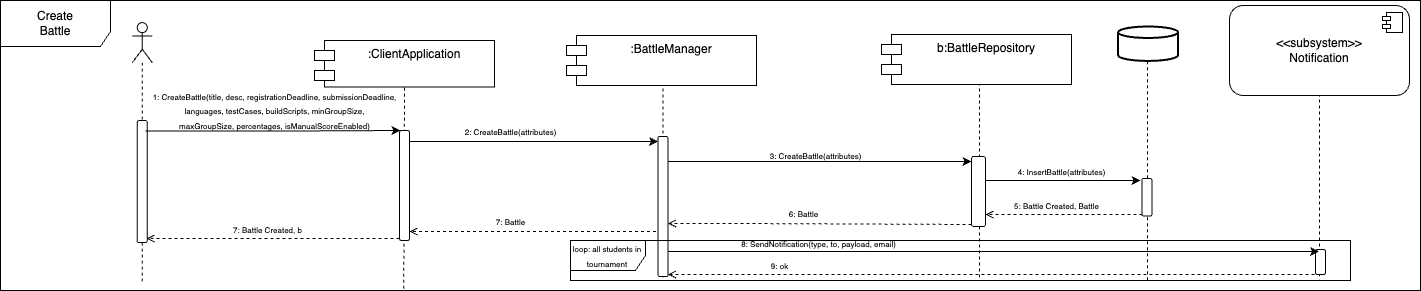 Create
Battle
:ClientApplication
:BattleManager
b:BattleRepository
<<subsystem>>
Notification
1: CreateBattle(title, desc, registrationDeadline, submissionDeadline,
languages, testCases, buildScripts, minGroupSize,
maxGroupSize, percentages, isManualScoreEnabled)
2: CreateBattle(attributes)
3: CreateBattle(attributes)
4: InsertBattle(attributes)
5: Battle Created, Battle
6: Battle
7: Battle
7: Battle Created, b
loop: all students in
tournament
8: SendNotification(type, to, payload, email)
9: ok